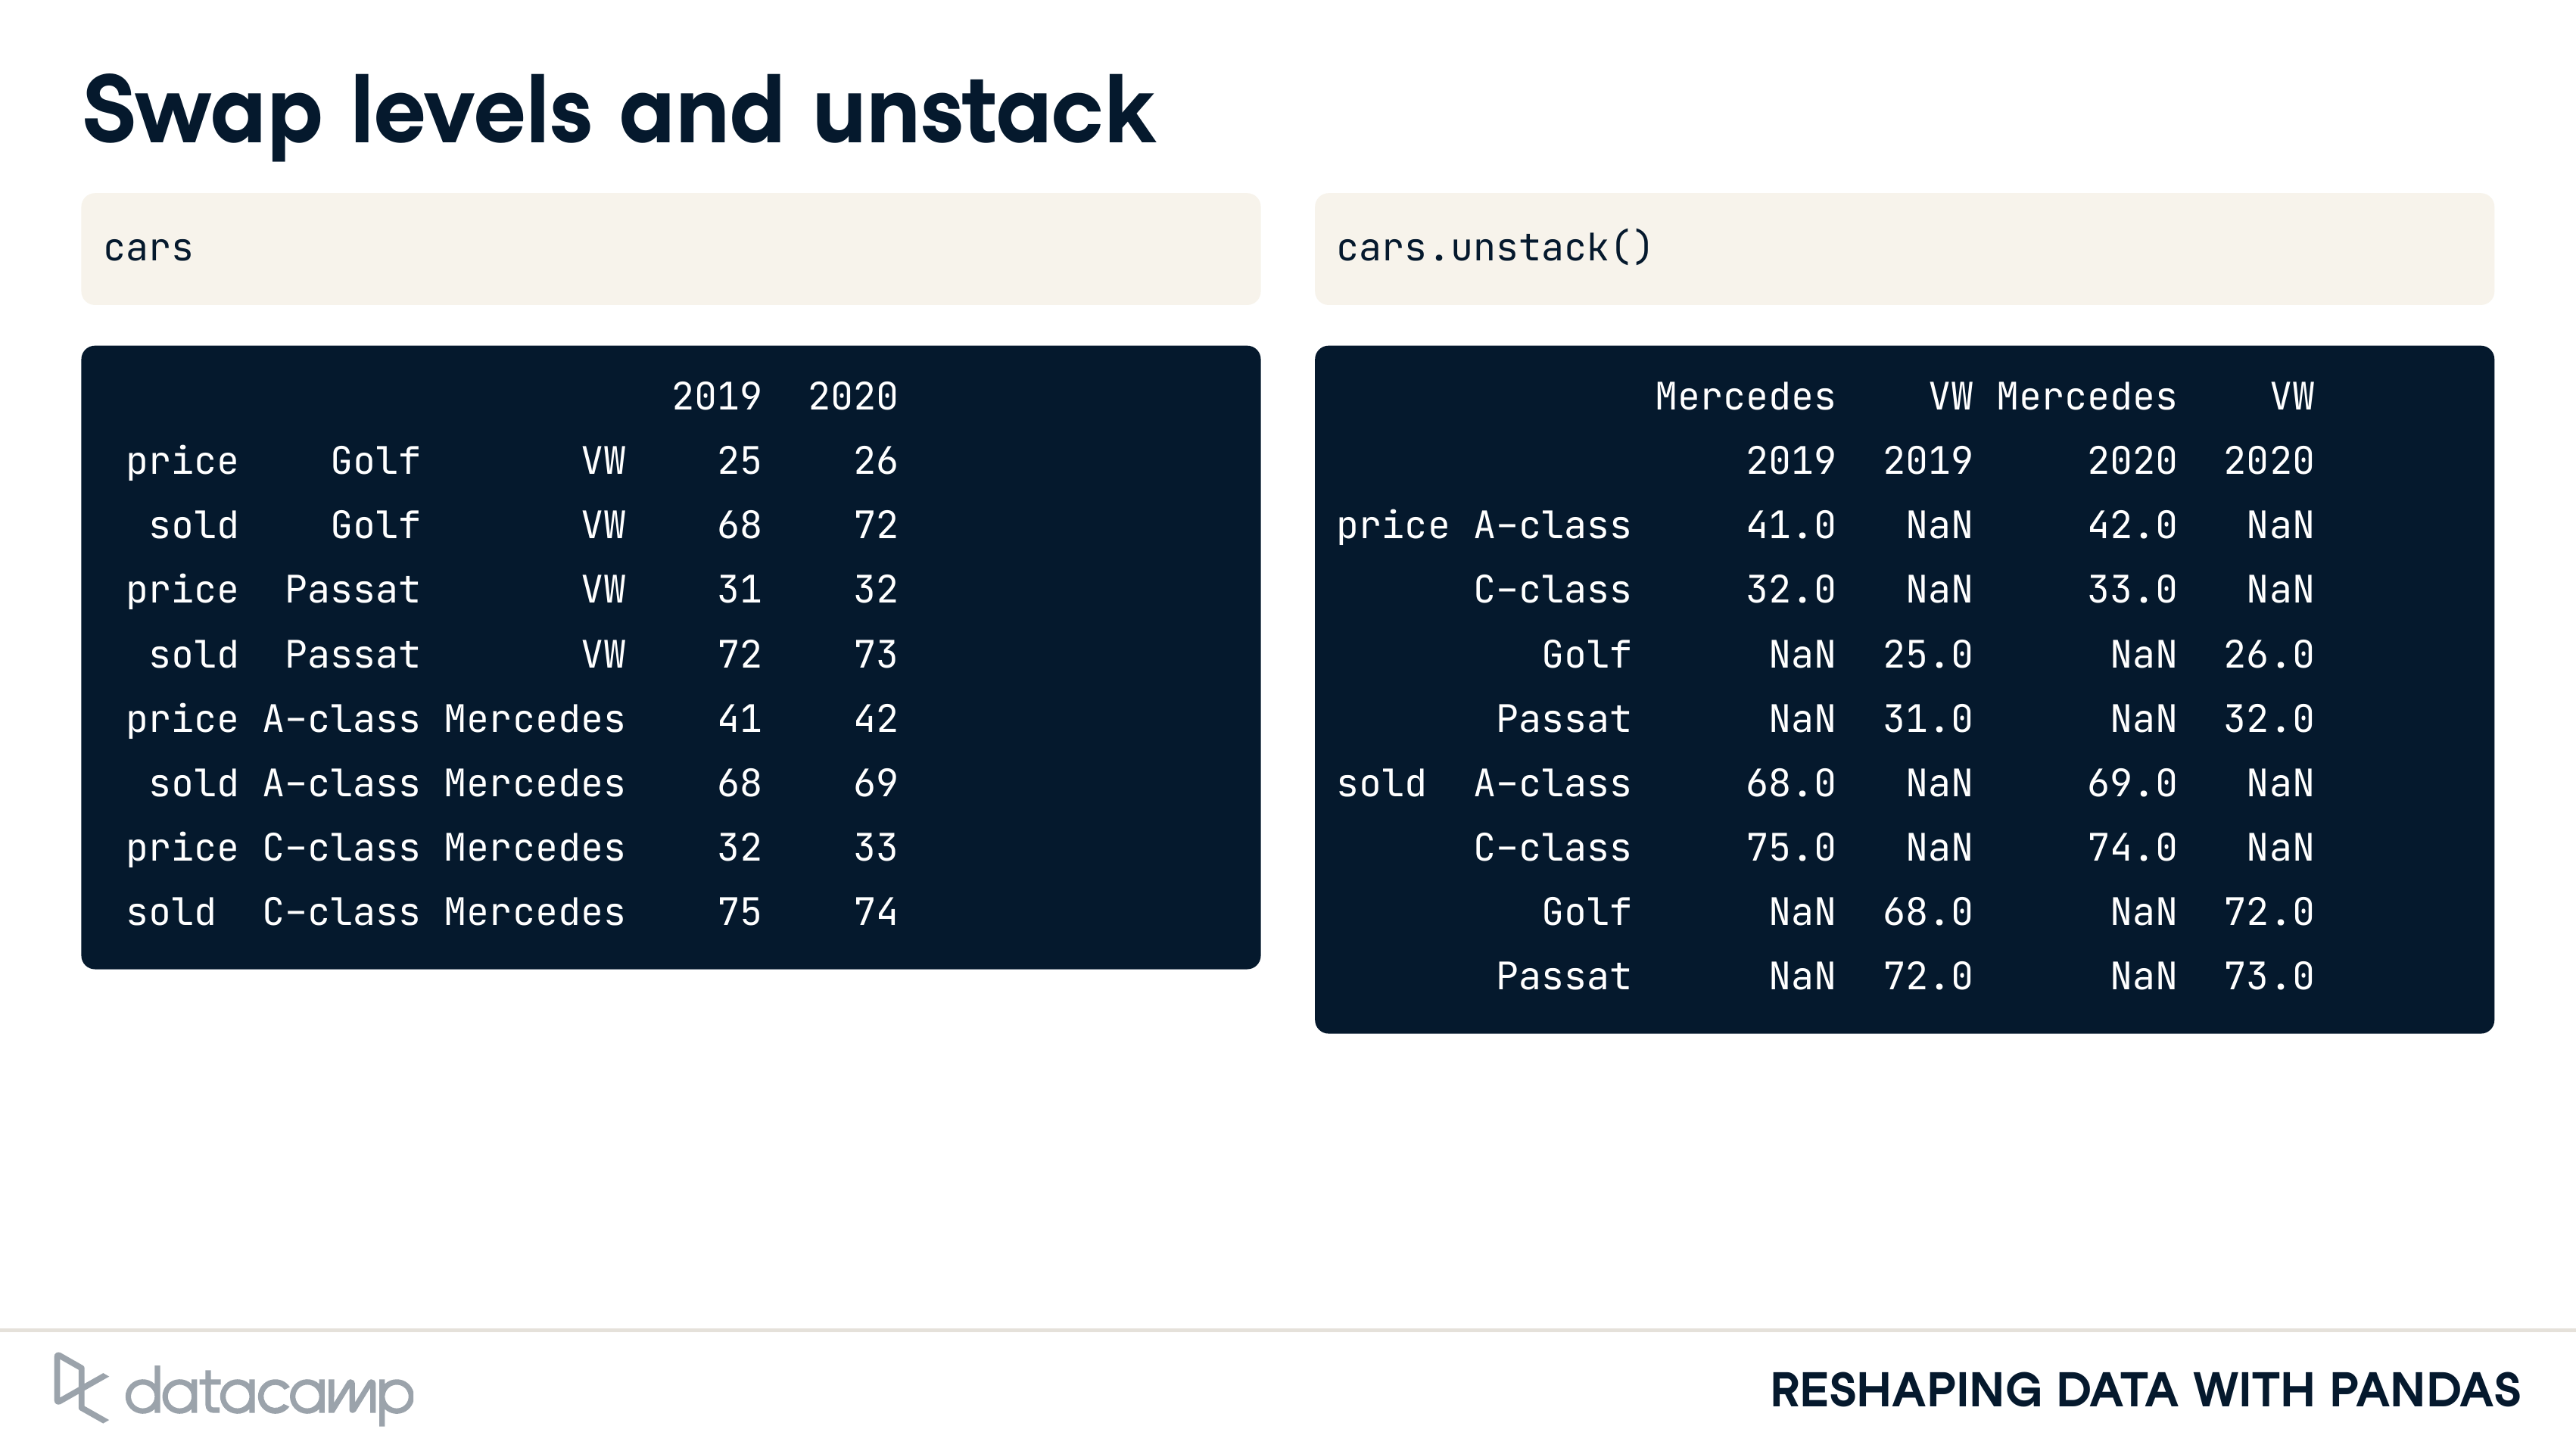 Swap levels and unstack
cars
                         2019  2020
 price    Golf       VW    25    26
  sold    Golf       VW    68    72
 price  Passat       VW    31    32
  sold  Passat       VW    72    73
 price A-class Mercedes    41    42
  sold A-class Mercedes    68    69
 price C-class Mercedes    32    33
 sold  C-class Mercedes    75    74
cars.unstack()
              Mercedes    VW Mercedes    VW
                  2019  2019     2020  2020
price A-class     41.0   NaN     42.0   NaN
      C-class     32.0   NaN     33.0   NaN
         Golf      NaN  25.0      NaN  26.0
       Passat      NaN  31.0      NaN  32.0
sold  A-class     68.0   NaN     69.0   NaN
      C-class     75.0   NaN     74.0   NaN
         Golf      NaN  68.0      NaN  72.0
       Passat      NaN  72.0      NaN  73.0
datacamp
RESHAPING DATA WITH PANDAS